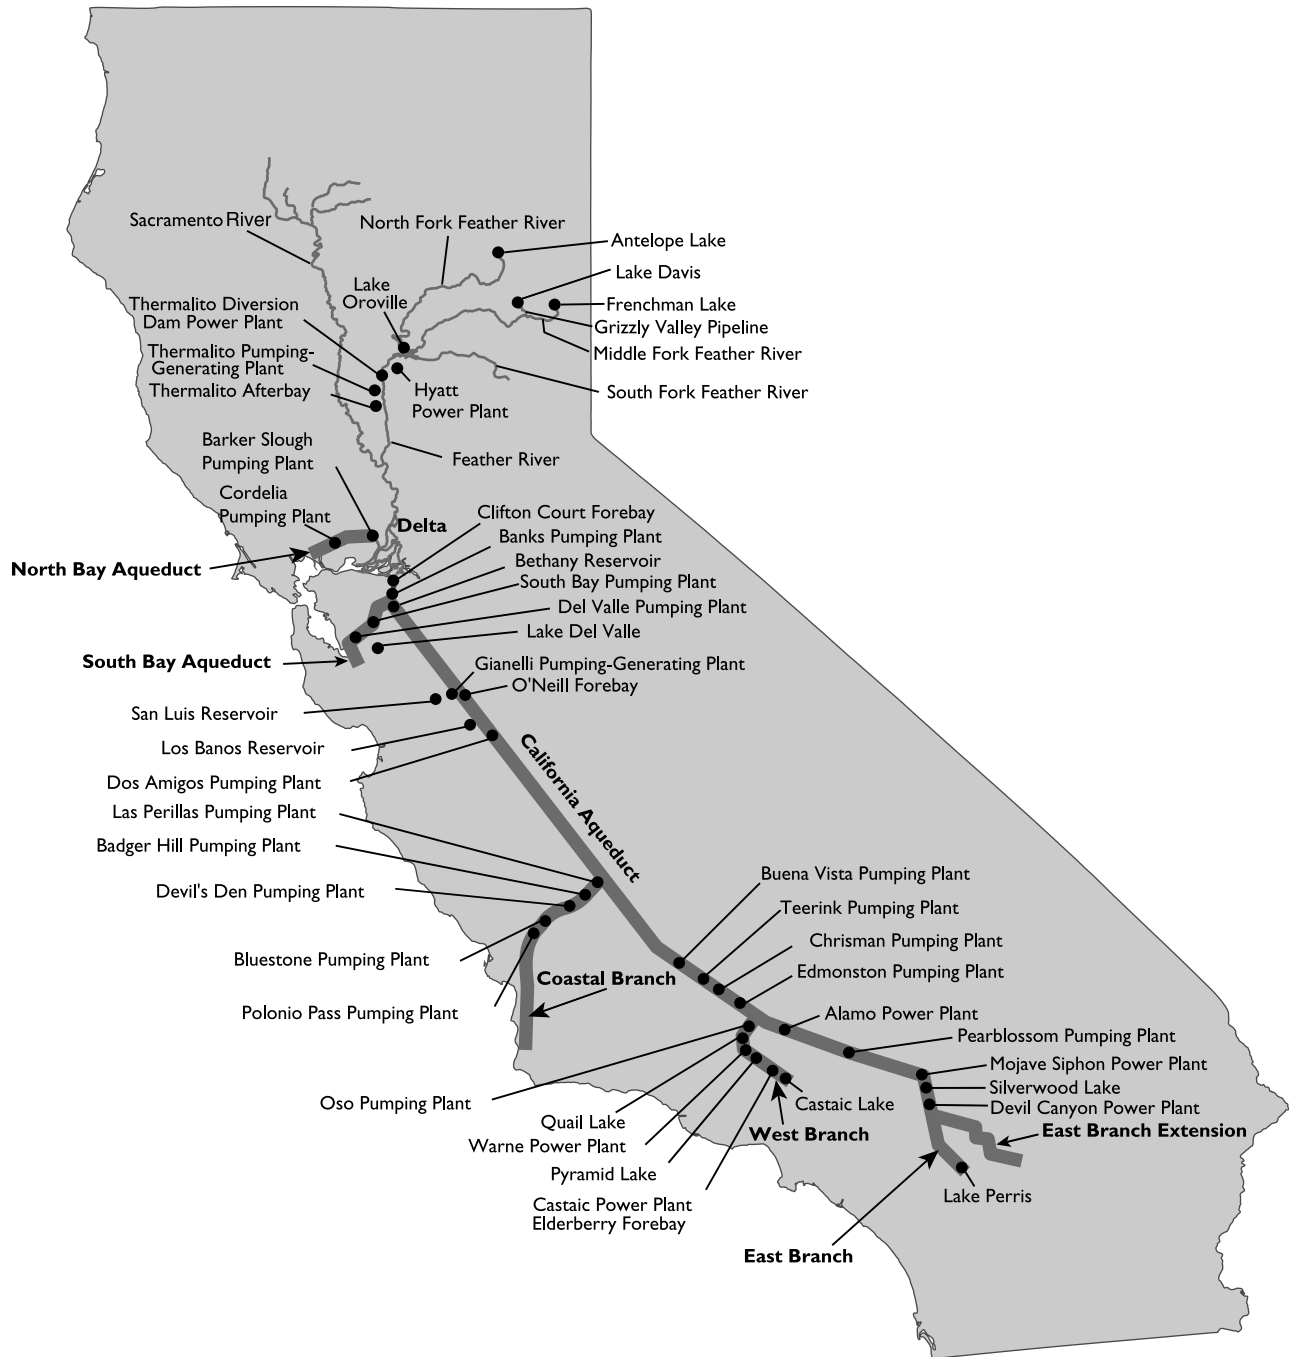 Sacramento River
North Fork Feather River
Antelope Lake
Lake Davis
Lake
Oroville
Frenchman Lake
Thermalito Diversion
Dam Power Plant
Grizzly Valley Pipeline
Middle Fork Feather River
Thermalito Pumping-
Generating Plant
Thermalito Afterbay
Hyatt
Power Plant
South Fork Feather River
Barker Slough
Pumping Plant
Feather River
Cordelia
Pumping Plant
Delta
Clifton Court Forebay
Banks Pumping Plant
Bethany Reservoir
North Bay Aqueduct
South Bay Pumping Plant
Del Valle Pumping Plant
Lake Del Valle
South Bay Aqueduct
Gianelli Pumping-Generating Plant
O'Neill Forebay
San Luis Reservoir
Los Banos Reservoir
Dos Amigos Pumping Plant
California Aqueduct
Las Perillas Pumping Plant
Badger Hill Pumping Plant
Devil's Den Pumping Plant
Buena Vista Pumping Plant
Teerink Pumping Plant
Chrisman Pumping Plant
Bluestone Pumping Plant
Edmonston Pumping Plant
Coastal Branch
Polonio Pass Pumping Plant
Alamo Power Plant
Pearblossom Pumping Plant
Mojave Siphon Power Plant
Silverwood Lake
Oso Pumping Plant
Castaic Lake
Devil Canyon Power Plant
Quail Lake
West Branch
East Branch Extension
Warne Power Plant
Pyramid Lake
Lake Perris
Castaic Power Plant
Elderberry Forebay
East Branch